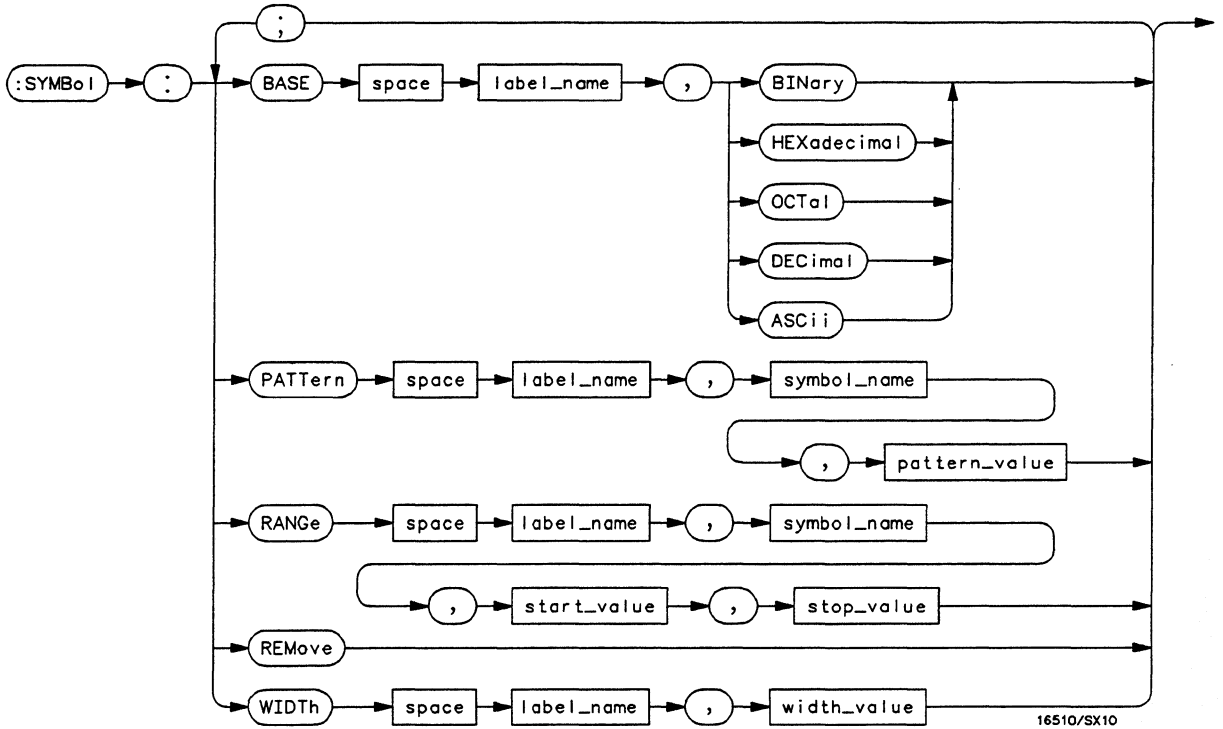 ;
:SYMBol : BASE space label_name , BINary
HEXadecimal
OCTal
DECimal
ASCii
PATTern space label_name , symbol_name
, pattern_value
RANGe space label_name , symbol_name
, start_value , stop_value
REMove
WIDTh space label_name , width_value
16510/SX10